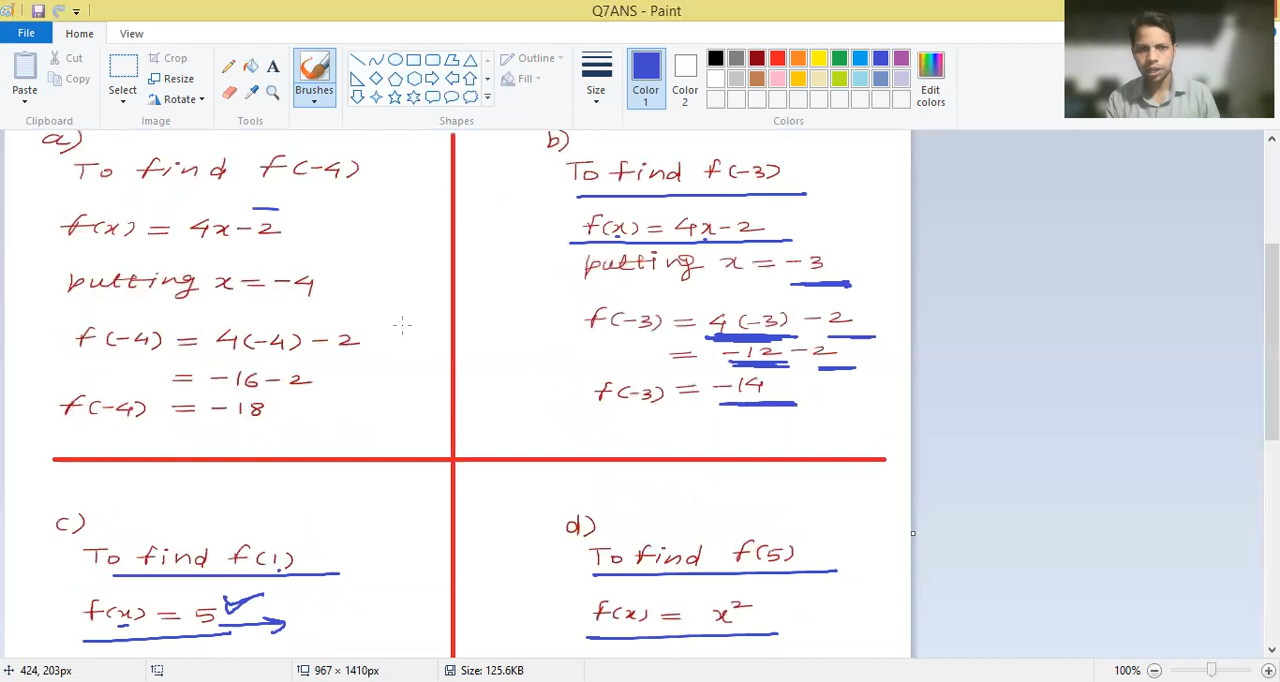 Q7ANS - Paint
File
Home
View
Paste
Cut
Copy
Clipboard
Select
Crop
Resize
Rotate
Image
A
Tools
Brushes
Outline
Fill
Shapes
Size
Color
1
Color
2
Edit
colors
Colors
a)
To find f(-4)
f(x) = 4x-2
putting x = -4
f(-4) = 4(-4) - 2
= -16-2
f(-4) = -18
b)
To find f(-3)
f(x) = 4x-2
putting x = -3
f(-3) = 4(-3) - 2
= -12-2
f(-3) = -14
c)
To find f(1)
f(x) = 5
d)
To find f(5)
f(x) = x²
424, 203px
967 × 1410px
Size: 125.6KB
100%